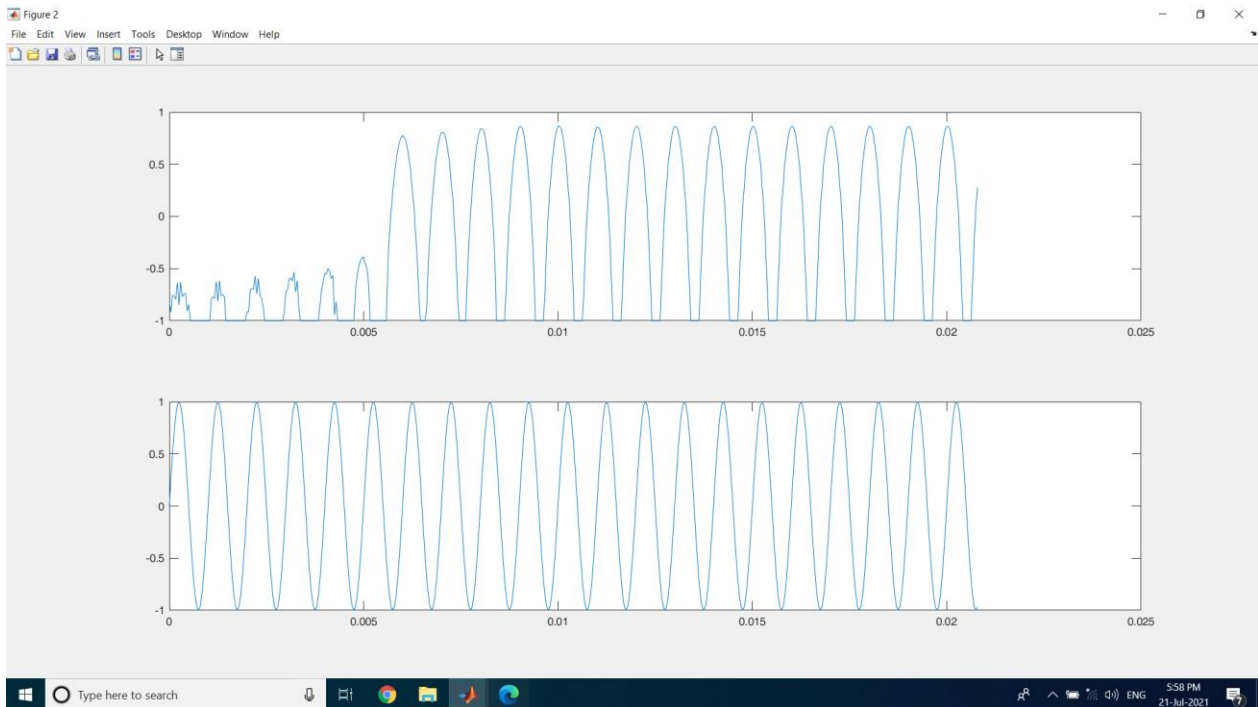 Figure 2
File Edit View Insert Tools Desktop Window Help
1
0.5
0
-0.5
-1
0 0.005 0.01 0.015 0.02 0.025
1
0.5
0
-0.5
-1
0 0.005 0.01 0.015 0.02 0.025
Type here to search
ENG
5:58 PM
21-Jul-2021
7